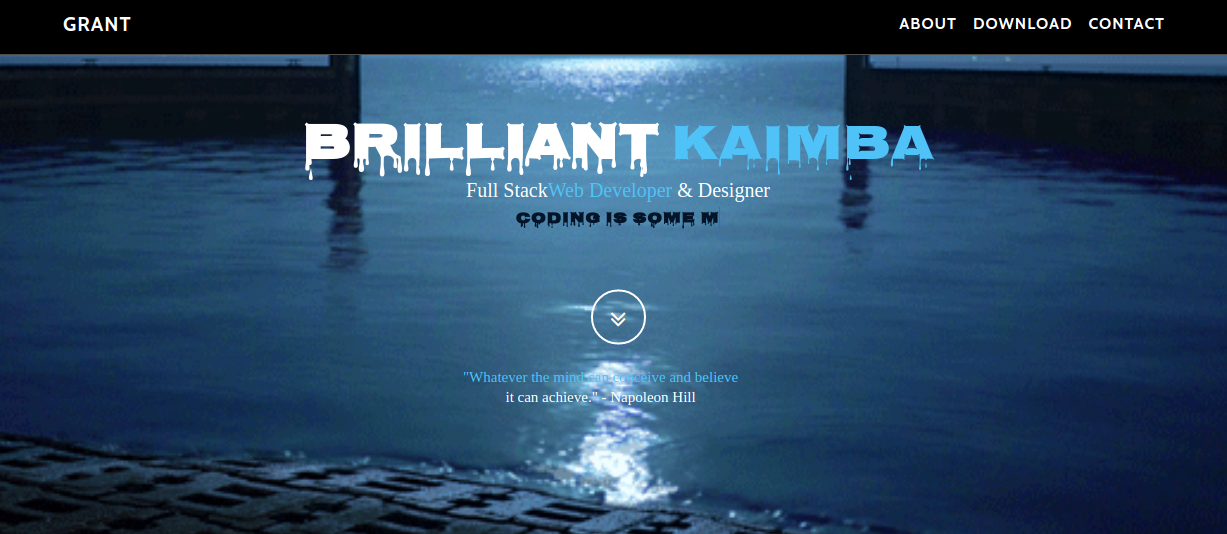 GRANT ABOUT DOWNLOAD CONTACT
BRILLIANT KAIMBA
Full StackWeb Developer & Designer
CODING IS SOME M
"Whatever the mind can conceive and believe
it can achieve." - Napoleon Hill